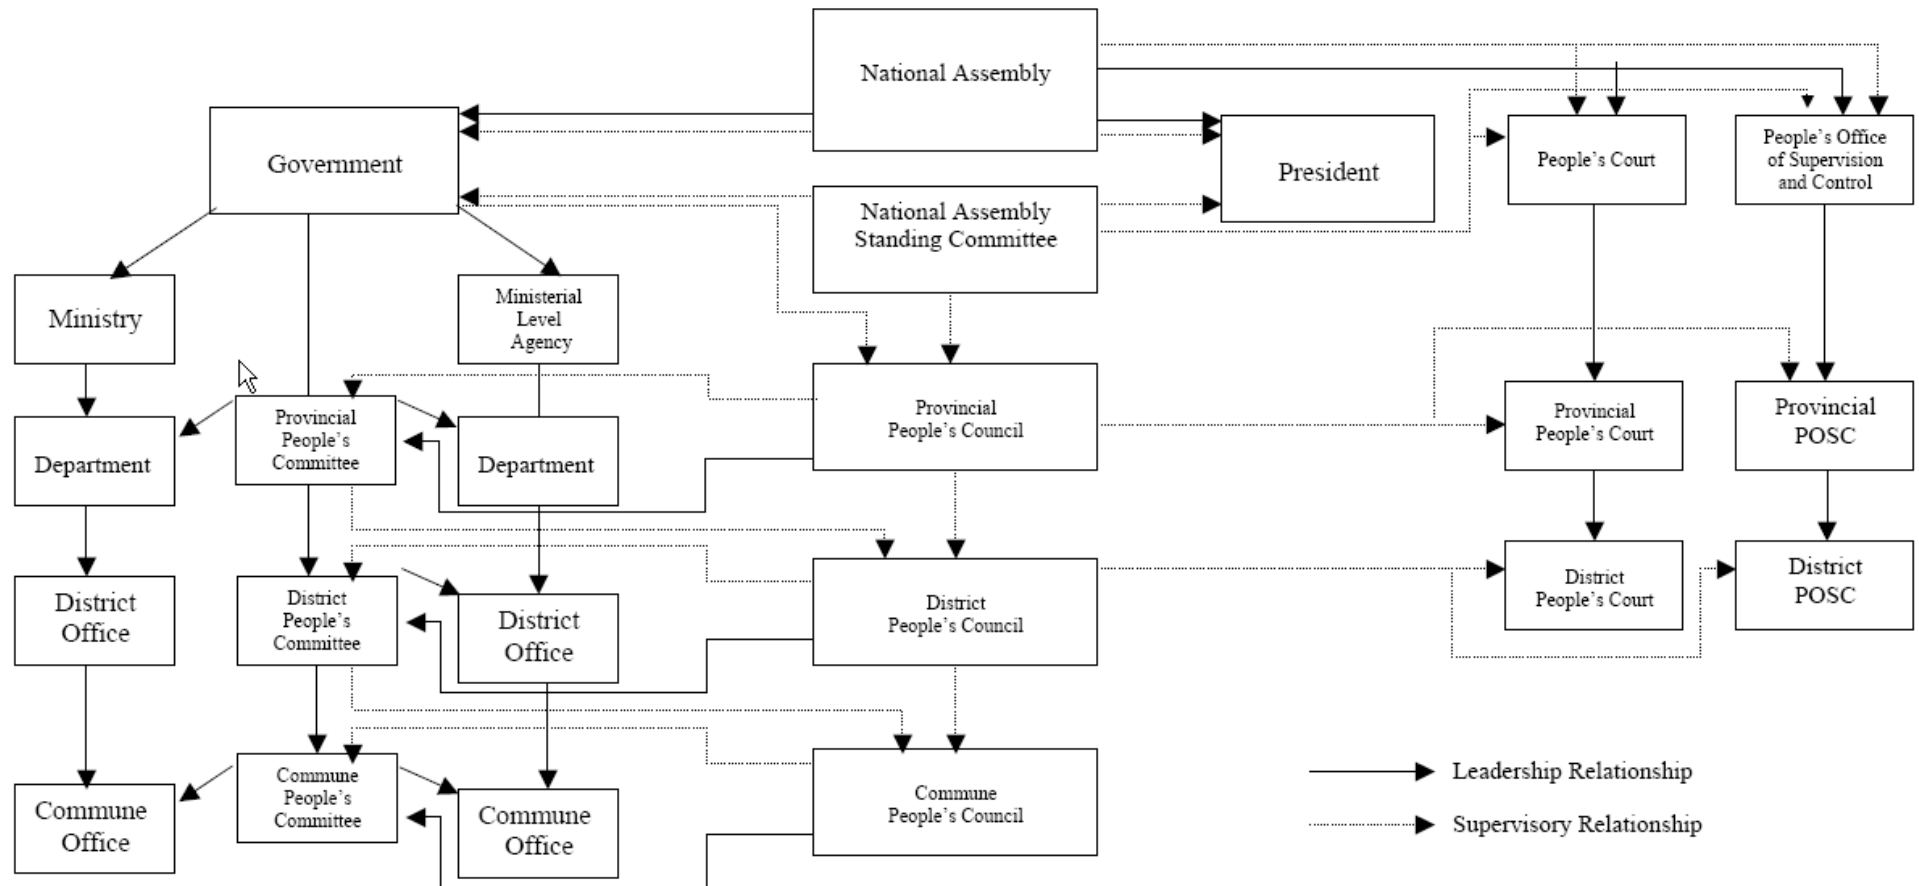 National Assembly
Government
President
People's Court
People's Office
of Supervision
and Control
National Assembly
Standing Committee
Ministry
Ministerial
Level
Agency
Provincial
People's Council
Provincial
People's Court
Provincial
POSC
Department
Provincial
People's
Committee
Department
District
Office
District
People's
Committee
District
Office
District
People's Council
District
People's Court
District
POSC
Commune
Office
Commune
People's
Committee
Commune
Office
Commune
People's Council
Leadership Relationship
Supervisory Relationship